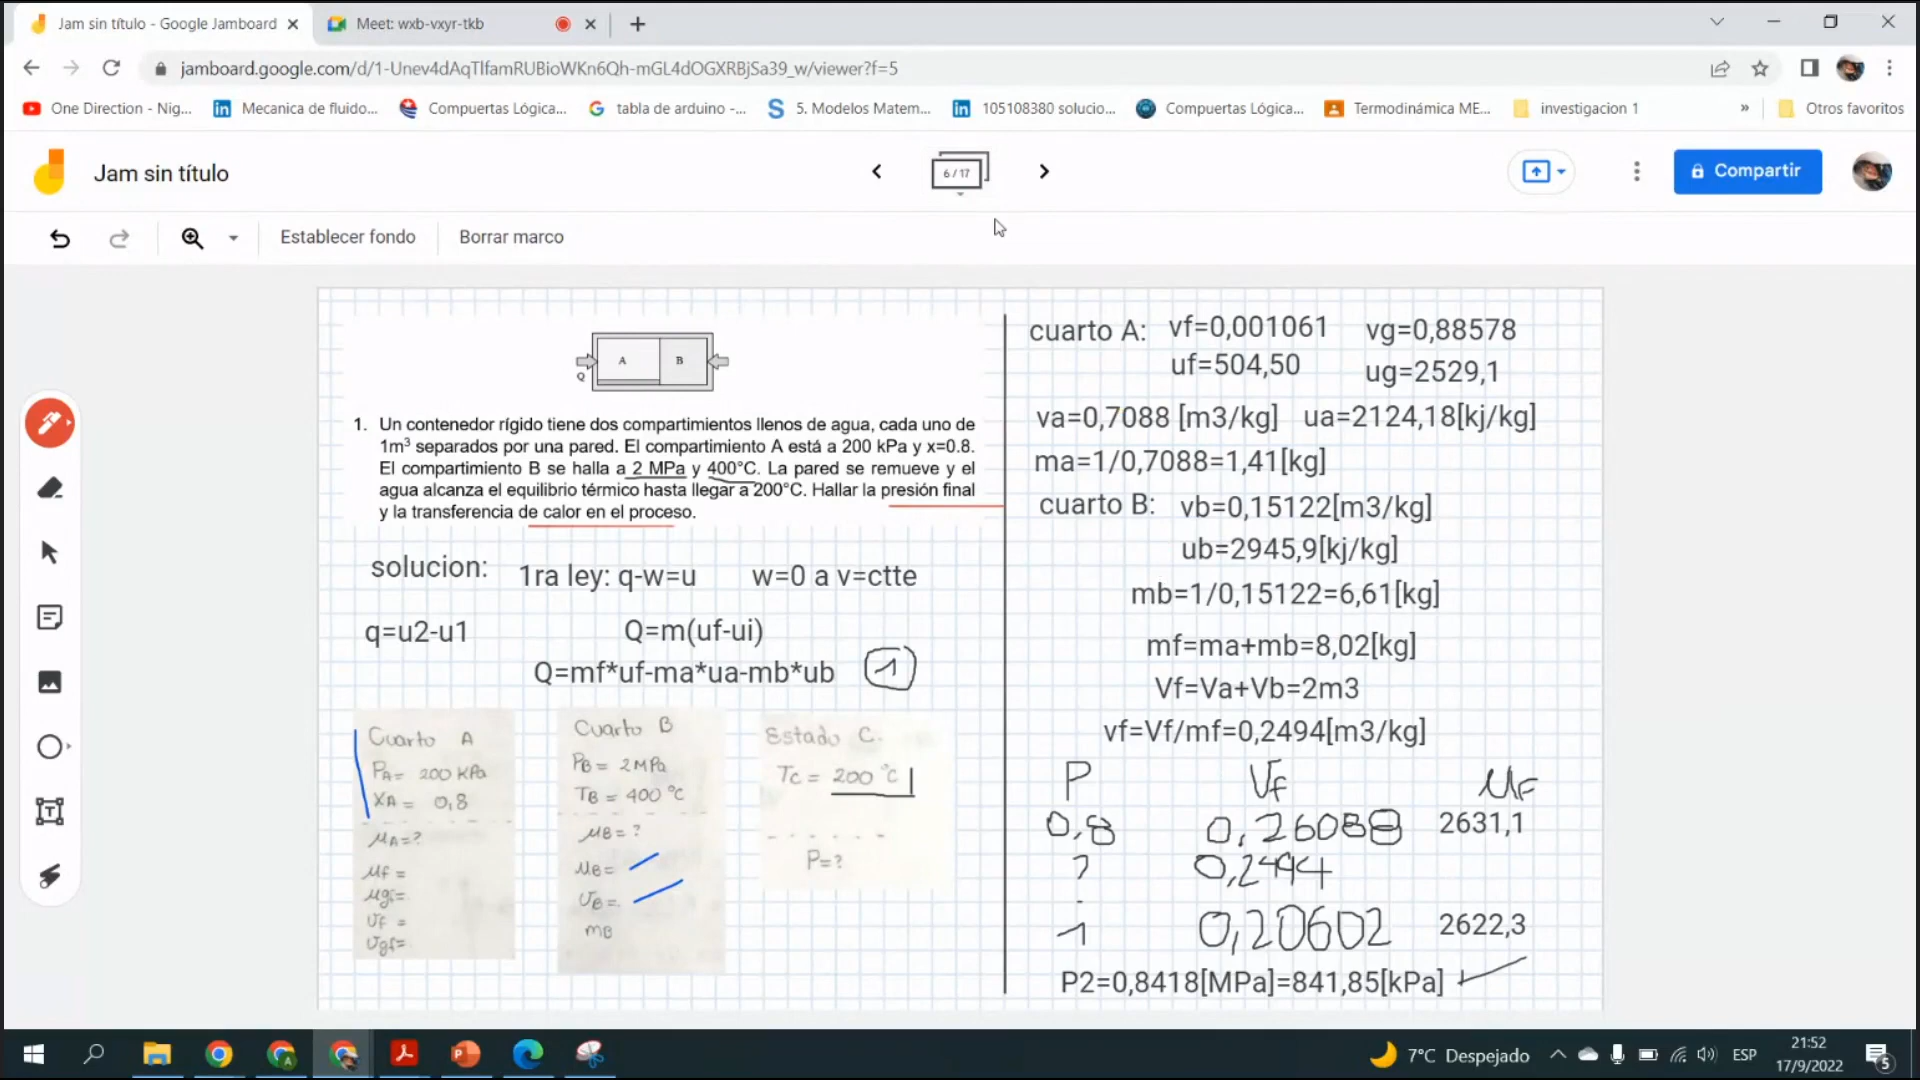 Jam sin título - Google Jamboard
Meet: wxb-vxyr-tkb
jamboard.google.com/d/1-Unev4dAqTlfamRUBioWKn6Qh-mGL4dOGXRBjSa39_w/viewer?f=5
One Direction - Nig...
Mecanica de fluido...
Compuertas Lógica...
tabla de arduino -...
5. Modelos Matem...
105108380 solucio...
Compuertas Lógica...
Termodinámica ME...
investigacion 1
»
Otros favoritos
Jam sin título
6 / 17
Compartir
Establecer fondo
Borrar marco
A
B
Q
1. Un contenedor rígido tiene dos compartimientos llenos de agua, cada uno de
1m³ separados por una pared. El compartimiento A está a 200 kPa y x=0.8.
El compartimiento B se halla a 2 MPa y 400°C. La pared se remueve y el
agua alcanza el equilibrio térmico hasta llegar a 200°C. Hallar la presión final
y la transferencia de calor en el proceso.
solucion:
1ra ley: q-w=u
w=0 a v=ctte
q=u2-u1
Q=m(uf-ui)
Q=mf*uf-ma*ua-mb*ub
1
Cuarto A
PA= 200 KPa
XA= 0,8
μA=?
μf =
μgf=
vf =
vgf=
Cuarto B
PB= 2MPa
TB= 400 °C
μB= ?
μB=
vB=
mB
Estado C.
Tc = 200 °C
P=?
cuarto A:
vf=0,001061
vg=0,88578
uf=504,50
ug=2529,1
va=0,7088 [m3/kg]
ua=2124,18[kj/kg]
ma=1/0,7088=1,41[kg]
cuarto B:
vb=0,15122[m3/kg]
ub=2945,9[kj/kg]
mb=1/0,15122=6,61[kg]
mf=ma+mb=8,02[kg]
Vf=Va+Vb=2m3
vf=Vf/mf=0,2494[m3/kg]
P
VF
μF
0,8
0,26088
2631,1
?
0,2494
1
0,20602
2622,3
P2=0,8418[MPa]=841,85[kPa]
7°C Despejado
ESP
21:52
17/9/2022
5